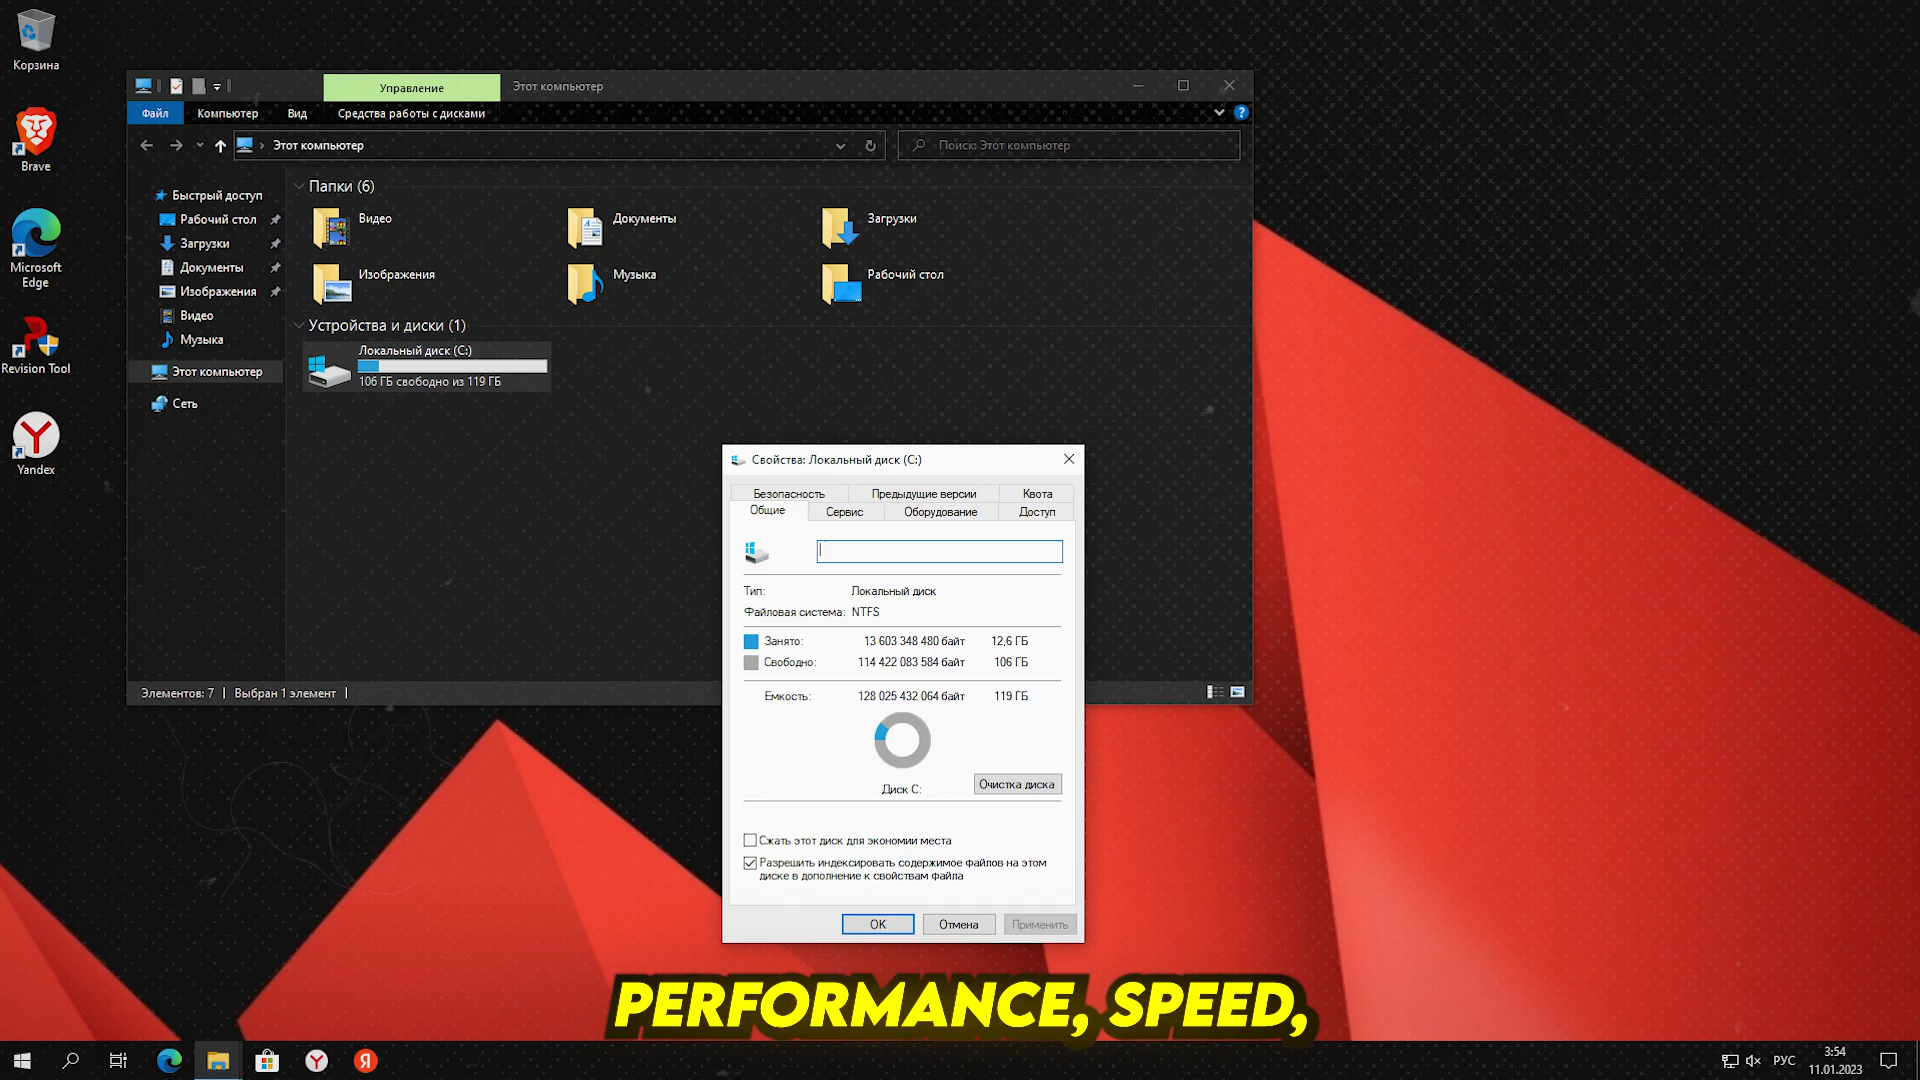 Корзина
Brave
Microsoft
Edge
Revision Tool
Yandex
Управление
Этот компьютер
Файл
Компьютер
Вид
Средства работы с дисками
Этот компьютер
Поиск: Этот компьютер
Быстрый доступ
Рабочий стол
Загрузки
Документы
Изображения
Видео
Музыка
Этот компьютер
Сеть
Папки (6)
Видео
Документы
Загрузки
Изображения
Музыка
Рабочий стол
Устройства и диски (1)
Локальный диск (C:)
106 ГБ свободно из 119 ГБ
Элементов: 7
Выбран 1 элемент
Свойства: Локальный диск (C:)
Безопасность
Предыдущие версии
Квота
Общие
Сервис
Оборудование
Доступ
Тип: Локальный диск
Файловая система: NTFS
Занято: 13 603 348 480 байт 12,6 ГБ
Свободно: 114 422 083 584 байт 106 ГБ
Емкость: 128 025 432 064 байт 119 ГБ
Диск C:
Очистка диска
Сжать этот диск для экономии места
Разрешить индексировать содержимое файлов на этом
диске в дополнение к свойствам файла
OK
Отмена
Применить
PERFORMANCE, SPEED,
РУС
3:54
11.01.2023